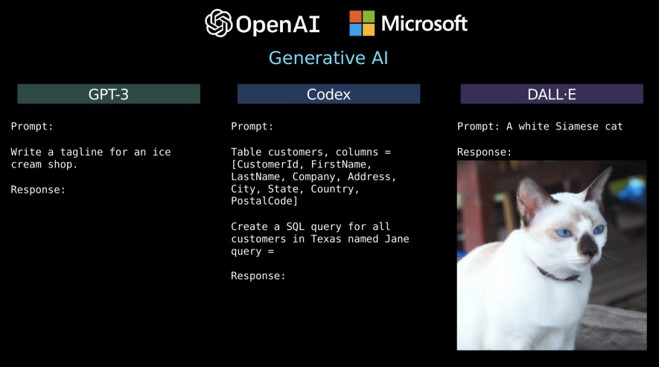 OpenAI Microsoft
Generative AI
GPT-3
Prompt:
Write a tagline for an ice
cream shop.
Response:
Codex
Prompt:
Table customers, columns =
[CustomerId, FirstName,
LastName, Company, Address,
City, State, Country,
PostalCode]
Create a SQL query for all
customers in Texas named Jane
query =
Response:
DALL·E
Prompt: A white Siamese cat
Response: